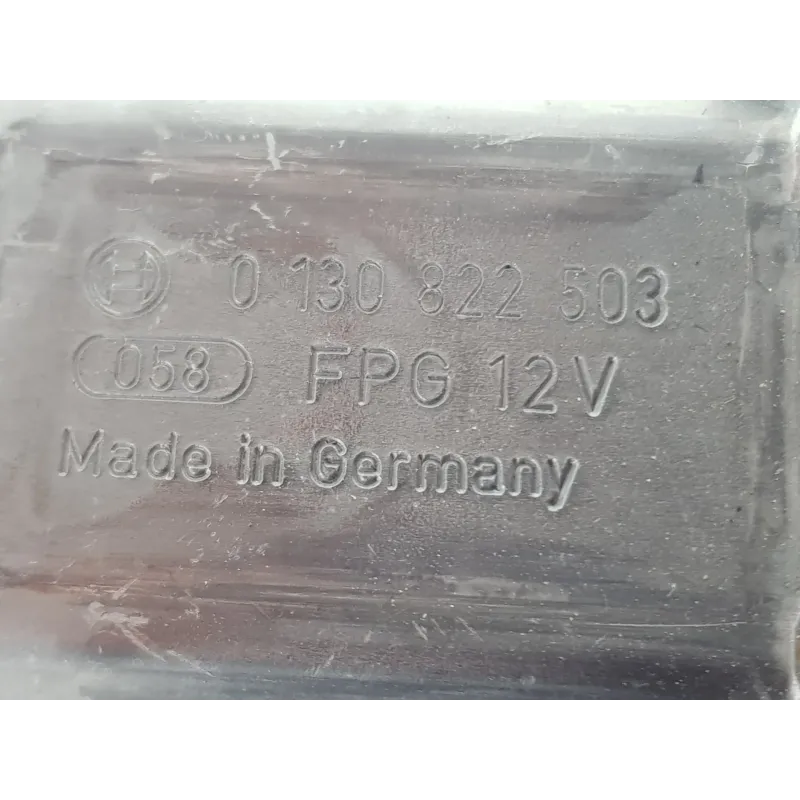 0 130 822 503
058 FPG 12V
Made in Germany